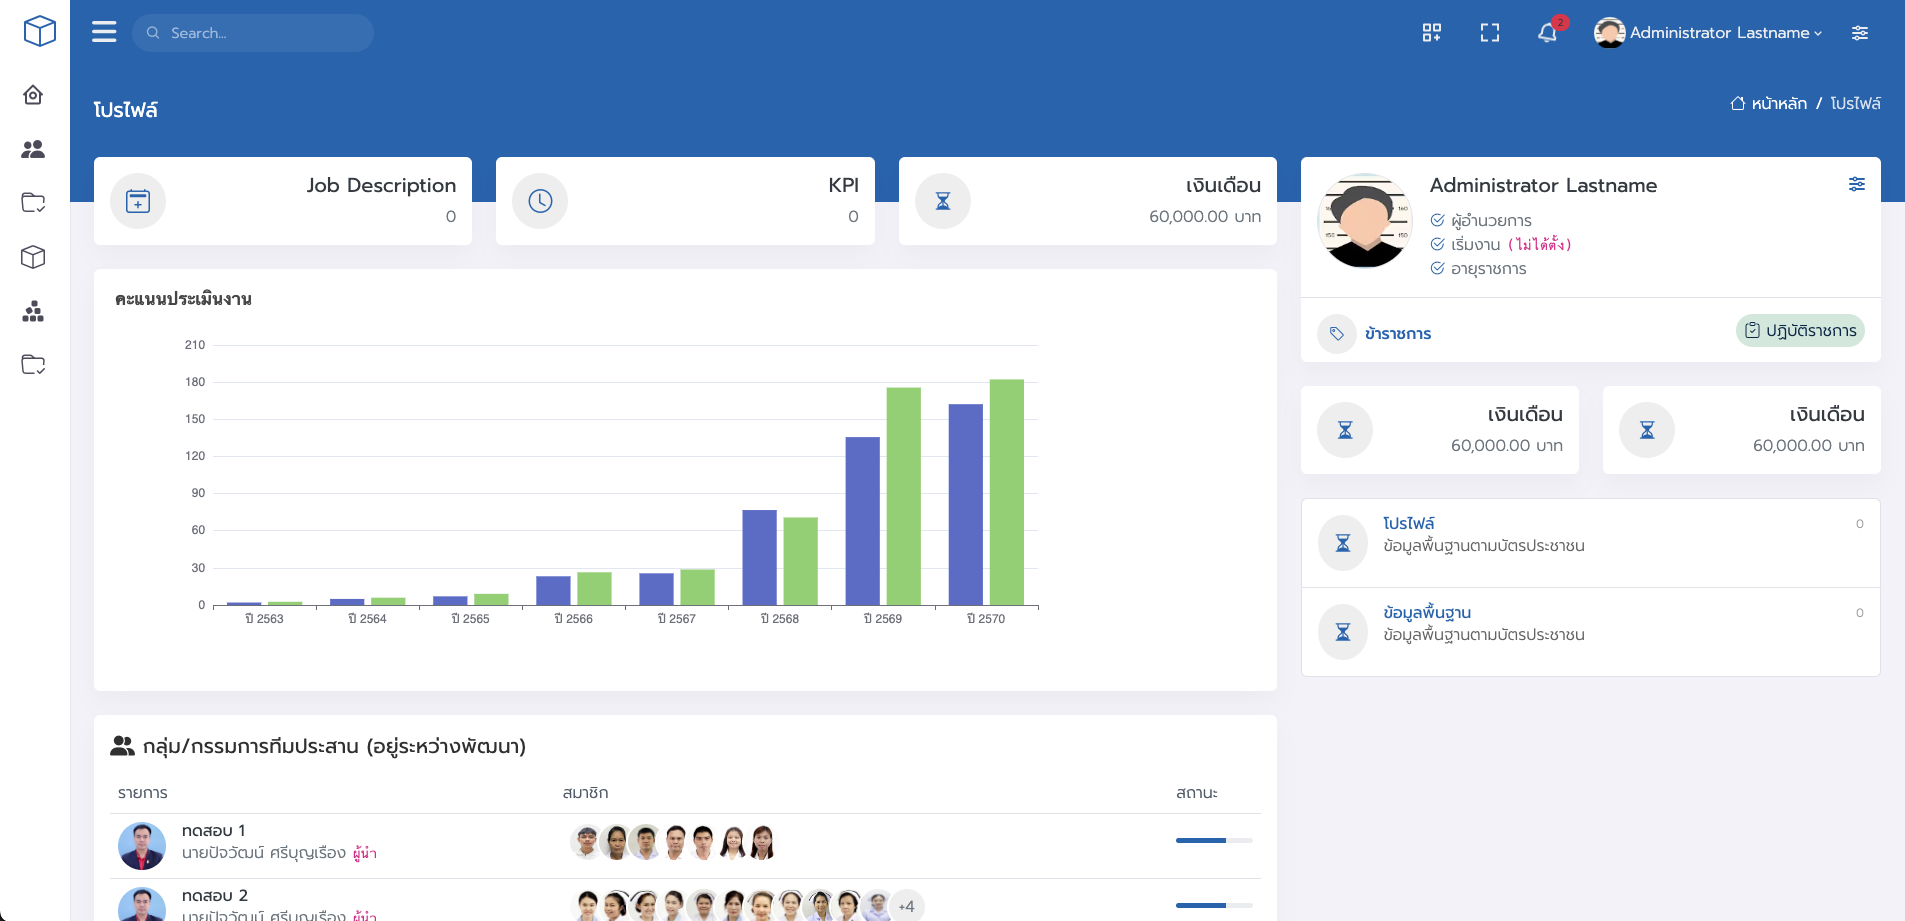 Search...
2
Administrator Lastname
โปรไฟล์
หน้าหลัก / โปรไฟล์
Job Description
0
KPI
0
เงินเดือน
60,000.00 บาท
Administrator Lastname
ผู้อำนวยการ
เริ่มงาน (ไม่ได้ตั้ง)
อายุราชการ
ข้าราชการ
ปฏิบัติราชการ
คะแนนประเมินงาน
210
180
150
120
90
60
30
0
ปี 2563
ปี 2564
ปี 2565
ปี 2566
ปี 2567
ปี 2568
ปี 2569
ปี 2570
เงินเดือน
60,000.00 บาท
เงินเดือน
60,000.00 บาท
โปรไฟล์
0
ข้อมูลพื้นฐานตามบัตรประชาชน
ข้อมูลพื้นฐาน
0
ข้อมูลพื้นฐานตามบัตรประชาชน
กลุ่ม/กรรมการทีมประสาน (อยู่ระหว่างพัฒนา)
รายการ
สมาชิก
สถานะ
ทดสอบ 1
นายปัจวัฒน์ ศรีบุญเรือง ผู้นำ
ทดสอบ 2
นายปัจวัฒน์ ศรีบุญเรือง ผู้นำ
+4